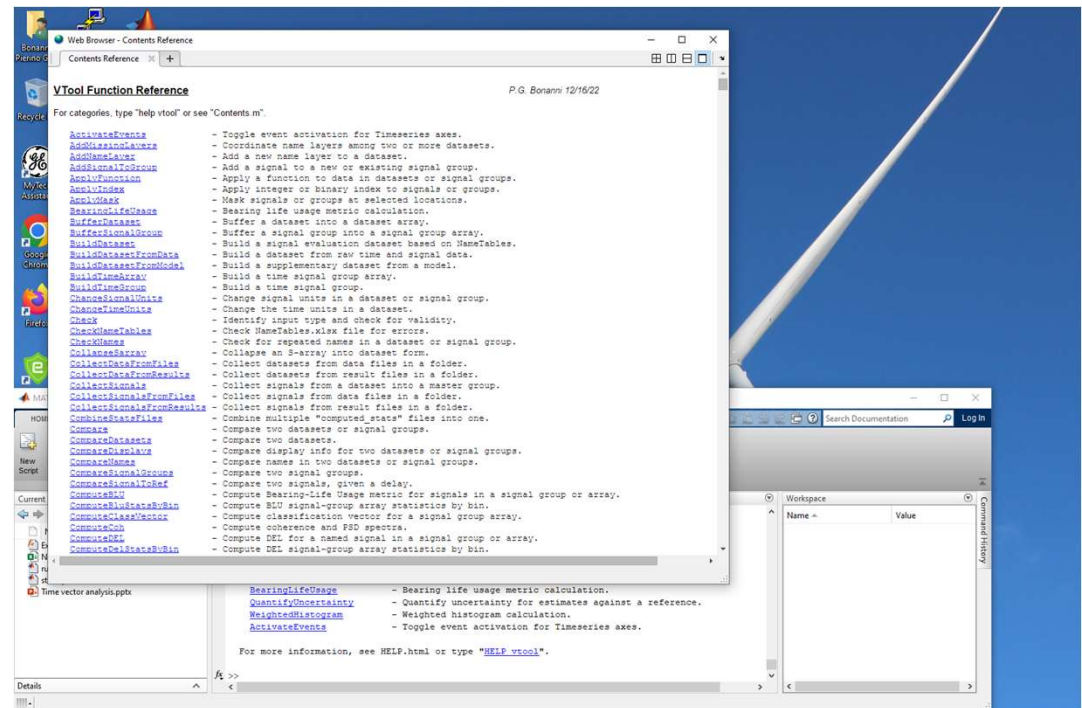 Bonann
Pierino G
Recycle
MyTec
Assista
Google
Chrom
Firefo
Web Browser - Contents Reference
Contents Reference
VTool Function Reference
P.G. Bonanni 12/16/22
For categories, type "help vtool" or see "Contents.m".
ActivateEvents - Toggle event activation for Timeseries axes.
AddMissingLayers - Coordinate name layers among two or more datasets.
AddNameLayer - Add a new name layer to a dataset.
AddSignalToGroup - Add a signal to a new or existing signal group.
ApplyFunction - Apply a function to data in datasets or signal groups.
ApplyIndex - Apply integer or binary index to signals or groups.
ApplyMask - Mask signals or groups at selected locations.
BearingLifeUsage - Bearing life usage metric calculation.
BufferDataset - Buffer a dataset into a dataset array.
BufferSignalGroup - Buffer a signal group into a signal group array.
BuildDataset - Build a signal evaluation dataset based on NameTables.
BuildDatasetFromData - Build a dataset from raw time and signal data.
BuildDatasetFromModel - Build a supplementary dataset from a model.
BuildTimeArray - Build a time signal group array.
BuildTimeGroup - Build a time signal group.
ChangeSignalUnits - Change signal units in a dataset or signal group.
ChangeTimeUnits - Change the time units in a dataset.
Check - Identify input type and check for validity.
CheckNameTables - Check NameTables.xlsx file for errors.
CheckNames - Check for repeated names in a dataset or signal group.
CollapseSarray - Collapse an S-array into dataset form.
CollectDataFromFiles - Collect datasets from data files in a folder.
CollectDataFromResults - Collect datasets from result files in a folder.
CollectSignals - Collect signals from a dataset into a master group.
CollectSignalsFromFiles - Collect signals from data files in a folder.
CollectSignalsFromResults - Collect signals from result files in a folder.
CombineStatsFiles - Combine multiple "computed_stats" files into one.
Compare - Compare two datasets or signal groups.
CompareDatasets - Compare two datasets.
CompareDisplays - Compare display info for two datasets or signal groups.
CompareNames - Compare names in two datasets or signal groups.
CompareSignalGroups - Compare two signal groups.
CompareSignalToRef - Compare two signals, given a delay.
ComputeBLU - Compute Bearing-Life Usage metric for signals in a signal group or array.
ComputeBluStatsByBin - Compute BLU signal-group array statistics by bin.
ComputeClassVector - Compute classification vector for a signal group array.
ComputeCoh - Compute coherence and PSD spectra.
ComputeDEL - Compute DEL for a named signal in a signal group or array.
ComputeDelStatsByBin - Compute DEL signal-group array statistics by bin.
MA
HOM
Search Documentation
Log In
New
Script
Current
Workspace
Name
Value
Command History
N
Ex
N
ru
st
Time vector analysis.pptx
BearingLifeUsage - Bearing life usage metric calculation.
QuantifyUncertainty - Quantify uncertainty for estimates against a reference.
WeightedHistogram - Weighted histogram calculation.
ActivateEvents - Toggle event activation for Timeseries axes.
For more information, see HELP.html or type "HELP vtool".
fx >>
Details